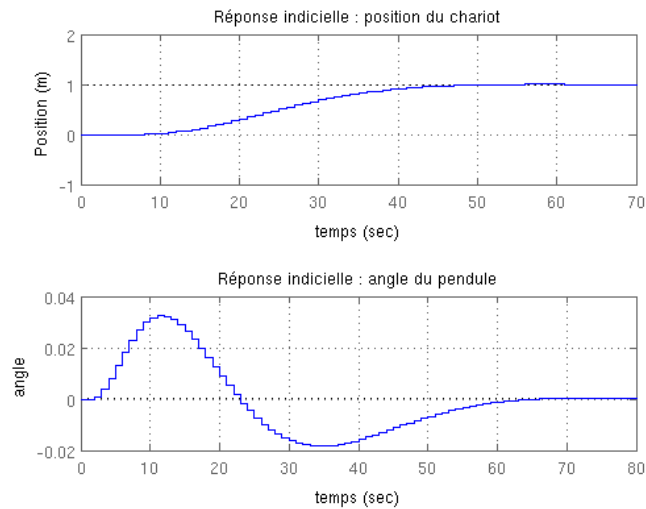 Réponse indicielle : position du chariot
2
1
0
-1
Position (m)
0 10 20 30 40 50 60 70
temps (sec)
Réponse indicielle : angle du pendule
0.04
0.02
0
-0.02
angle
0 10 20 30 40 50 60 70 80
temps (sec)